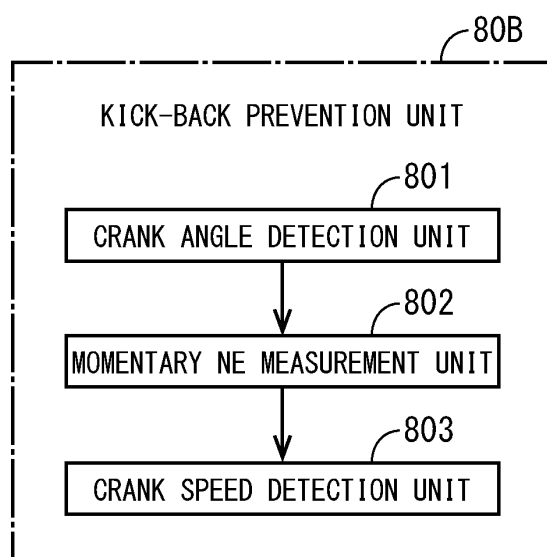 80B
KICK-BACK PREVENTION UNIT
801
CRANK ANGLE DETECTION UNIT
802
MOMENTARY NE MEASUREMENT UNIT
803
CRANK SPEED DETECTION UNIT